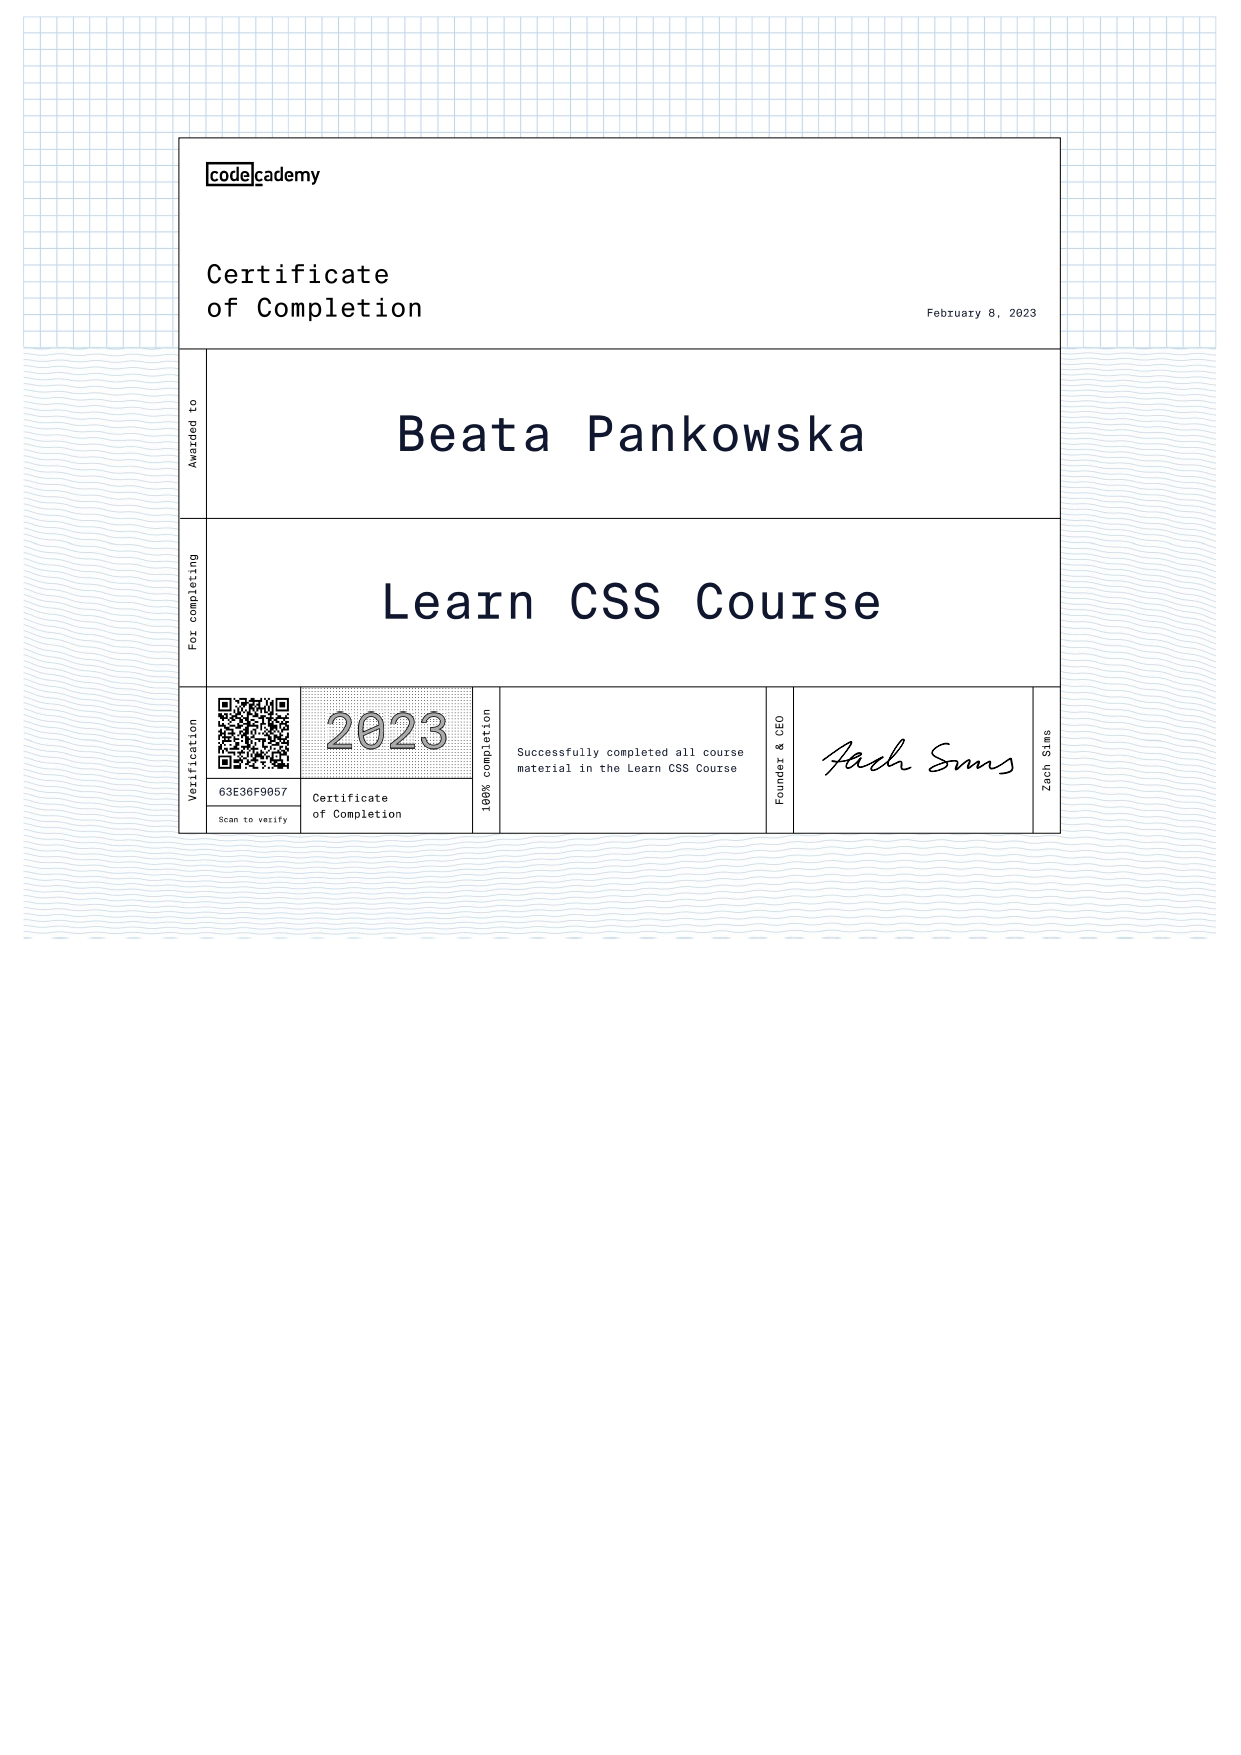 codecademy
Certificate
of Completion
February 8, 2023
Awarded to
Beata Pankowska
For completing
Learn CSS Course
Verification
63E36F9057
Scan to verify
2023
Certificate
of Completion
100% completion
Successfully completed all course
material in the Learn CSS Course
Founder & CEO
Zach Sims
Zach Sims